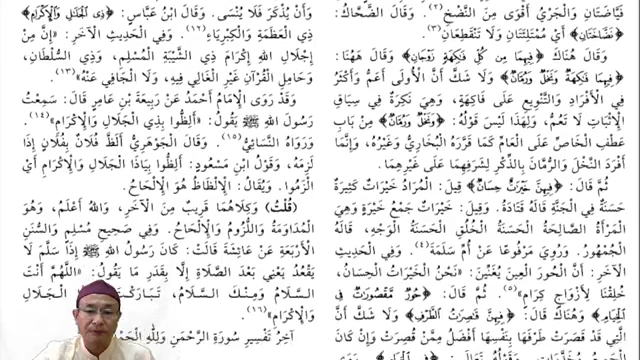 فَيَّاضَتَانِ وَالْجَرْيُ أَقْوَى مِنَ النَّضْخِ (٢). وَقَالَ الضَّحَّاكُ:
﴿نَضَّاخَتَانِ﴾ أَيْ مُمْتَلِئَتَانِ وَلَا تَنْقَطِعَانِ (٣).
وَقَالَ هُنَاكَ ﴿فِيهِمَا مِن كُلِّ فَاكِهَةٍ زَوْجَانِ﴾ وَقَالَ هَهُنَا:
﴿فِيهِمَا فَاكِهَةٌ وَنَخْلٌ وَرُمَّانٌ﴾ وَلَا شَكَّ أَنَّ الْأُولَى أَعَمُّ وَأَكْثَرُ
فِي الْأَفْرَادِ وَالتَّنْوِيعِ عَلَى فَاكِهَةٍ، وَهِيَ نَكِرَةٌ فِي سِيَاقِ
الْإِثْبَاتِ لَا تَعُمُّ، وَلِهَذَا لَيْسَ قَوْلُهُ: ﴿وَنَخْلٌ وَرُمَّانٌ﴾ مِنْ بَابِ
عَطْفِ الْخَاصِّ عَلَى الْعَامِّ كَمَا قَرَّرَهُ الْبُخَارِيُّ وَغَيْرُهُ، وَإِنَّمَا
أَفْرَدَ النَّخْلَ وَالرُّمَّانَ بِالذِّكْرِ لِشَرَفِهِمَا عَلَى غَيْرِهِمَا.
ثُمَّ قَالَ: ﴿فِيهِنَّ خَيْرَاتٌ حِسَانٌ﴾ قِيلَ: الْمُرَادُ خَيْرَاتٌ كَثِيرَةٌ
حَسَنَةٌ فِي الْجَنَّةِ قَالَهُ قَتَادَةُ. وَقِيلَ: خَيْرَاتٌ جَمْعُ خَيْرَةٍ وَهِيَ
الْمَرْأَةُ الصَّالِحَةُ الْحَسَنَةُ الْخُلُقِ الْحَسَنَةُ الْوَجْهِ، قَالَهُ
الْجُمْهُورُ. وَرُوِيَ مَرْفُوعًا عَنْ أُمِّ سَلَمَةَ (٤). وَفِي الْحَدِيثِ
الْآخَرِ: أَنَّ الْحُورَ الْعِينَ يُغَنِّينَ: «نَحْنُ الْخَيْرَاتُ الْحِسَانُ،
خُلِقْنَا لِأَزْوَاجٍ كِرَامٍ» (٥). ثُمَّ قَالَ: ﴿حُورٌ مَقْصُورَاتٌ فِي
الْخِيَامِ﴾ وَهُنَاكَ قَالَ: ﴿فِيهِنَّ قَاصِرَاتُ الطَّرْفِ﴾ وَلَا شَكَّ أَنَّ
الَّتِي قَدْ قَصَرَتْ طَرْفَهَا بِنَفْسِهَا أَفْضَلُ مِمَّنْ قُصِرَتْ وَإِنْ كَانَ
وَأَنْ يُذْكَرَ فَلَا يُنْسَى. وَقَالَ ابْنُ عَبَّاسٍ: ﴿ذِي الْجَلَالِ وَالْإِكْرَامِ﴾
ذِي الْعَظَمَةِ وَالْكِبْرِيَاءِ (١٢). وَفِي الْحَدِيثِ الْآخَرِ: «إِنَّ مِنْ
إِجْلَالِ اللهِ إِكْرَامَ ذِي الشَّيْبَةِ الْمُسْلِمِ، وَذِي السُّلْطَانِ،
وَحَامِلِ الْقُرْآنِ غَيْرِ الْغَالِي فِيهِ، وَلَا الْجَافِي عَنْهُ» (١٣).
وَقَدْ رَوَى الْإِمَامُ أَحْمَدُ عَنْ رَبِيعَةَ بْنِ عَامِرٍ قَالَ: سَمِعْتُ
رَسُولَ اللهِ ﷺ يَقُولُ: «أَلِظُّوا بِذِي الْجَلَالِ وَالْإِكْرَامِ» (١٤).
وَرَوَاهُ النَّسَائِيُّ (١٥). وَقَالَ الْجَوْهَرِيُّ أَلَظَّ فُلَانٌ بِفُلَانٍ إِذَا
لَزِمَهُ، وَقَوْلُ ابْنِ مَسْعُودٍ: أَلِظُّوا بِيَاذَا الْجَلَالِ وَالْإِكْرَامِ أَيْ
الْزَمُوا. وَيُقَالُ: الْإِلْظَاظُ هُوَ الْإِلْحَاحُ.
(قُلْتُ) وَكِلَاهُمَا قَرِيبٌ مِنَ الْآخَرِ، وَاللهُ أَعْلَمُ، وَهُوَ
الْمُدَاوَمَةُ وَاللُّزُومُ وَالْإِلْحَاحُ. وَفِي صَحِيحِ مُسْلِمٍ وَالسُّنَنِ
الْأَرْبَعَةِ عَنْ عَائِشَةَ قَالَتْ: كَانَ رَسُولُ اللهِ ﷺ إِذَا سَلَّمَ لَا
يَقْعُدُ يَعْنِي بَعْدَ الصَّلَاةِ إِلَّا بِقَدْرِ مَا يَقُولُ: «اللَّهُمَّ أَنْتَ
السَّلَامُ وَمِنْكَ السَّلَامُ، تَبَارَكْتَ الْجَلَالِ
وَالْإِكْرَامِ» (١٦).
آخِرُ تَفْسِيرِ سُورَةِ الرَّحْمَنِ وَلِلَّهِ